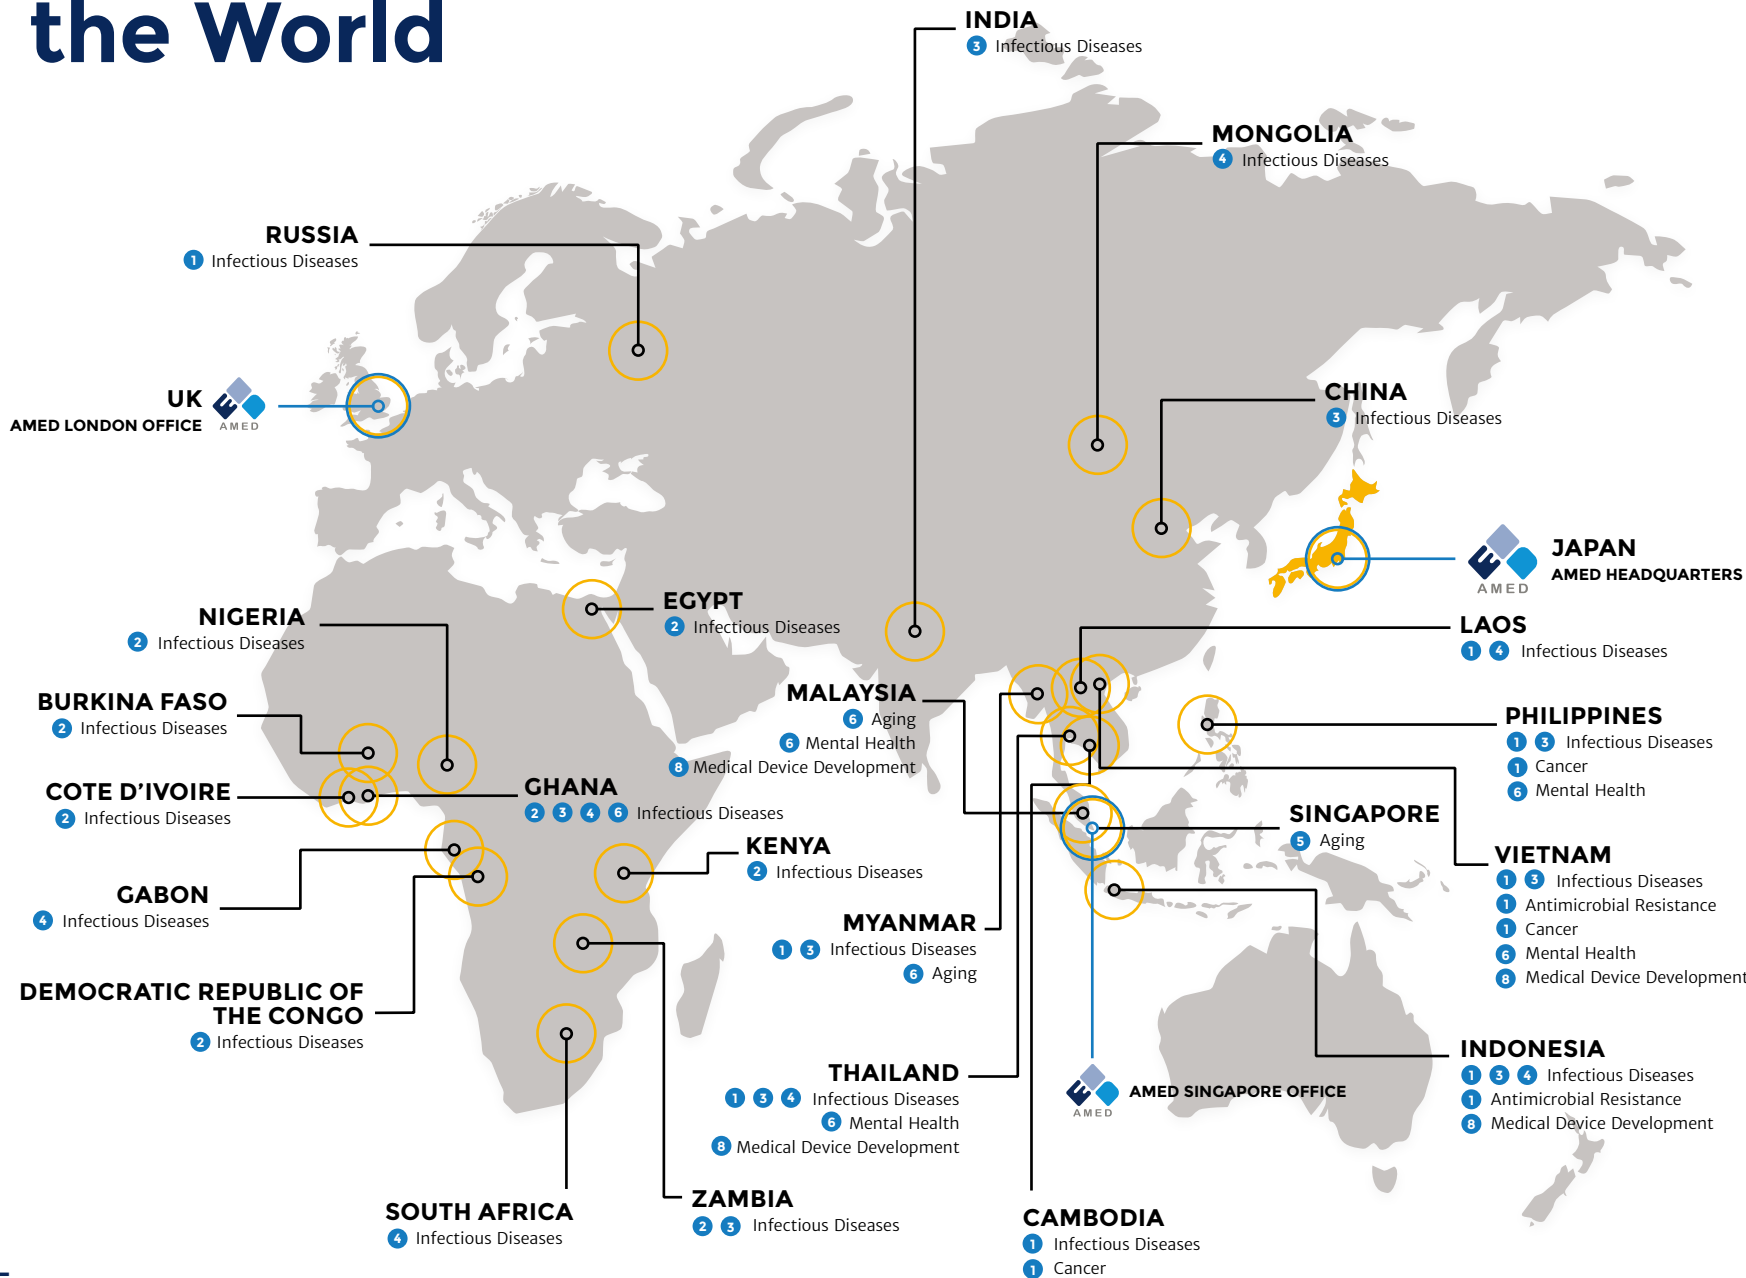 the World
INDIA
3 Infectious Diseases
MONGOLIA
4 Infectious Diseases
RUSSIA
1 Infectious Diseases
UK
AMED LONDON OFFICE
AMED
CHINA
3 Infectious Diseases
JAPAN
AMED HEADQUARTERS
AMED
EGYPT
2 Infectious Diseases
NIGERIA
2 Infectious Diseases
LAOS
1 4 Infectious Diseases
BURKINA FASO
2 Infectious Diseases
MALAYSIA
6 Aging
6 Mental Health
8 Medical Device Development
PHILIPPINES
1 3 Infectious Diseases
1 Cancer
6 Mental Health
COTE D'IVOIRE
2 Infectious Diseases
GHANA
2 3 4 6 Infectious Diseases
SINGAPORE
5 Aging
KENYA
2 Infectious Diseases
VIETNAM
1 3 Infectious Diseases
1 Antimicrobial Resistance
1 Cancer
6 Mental Health
8 Medical Device Development
GABON
4 Infectious Diseases
MYANMAR
1 3 Infectious Diseases
6 Aging
DEMOCRATIC REPUBLIC OF
THE CONGO
2 Infectious Diseases
THAILAND
1 3 4 Infectious Diseases
6 Mental Health
8 Medical Device Development
AMED
AMED SINGAPORE OFFICE
INDONESIA
1 3 4 Infectious Diseases
1 Antimicrobial Resistance
8 Medical Device Development
SOUTH AFRICA
4 Infectious Diseases
ZAMBIA
2 3 Infectious Diseases
CAMBODIA
1 Infectious Diseases
1 Cancer